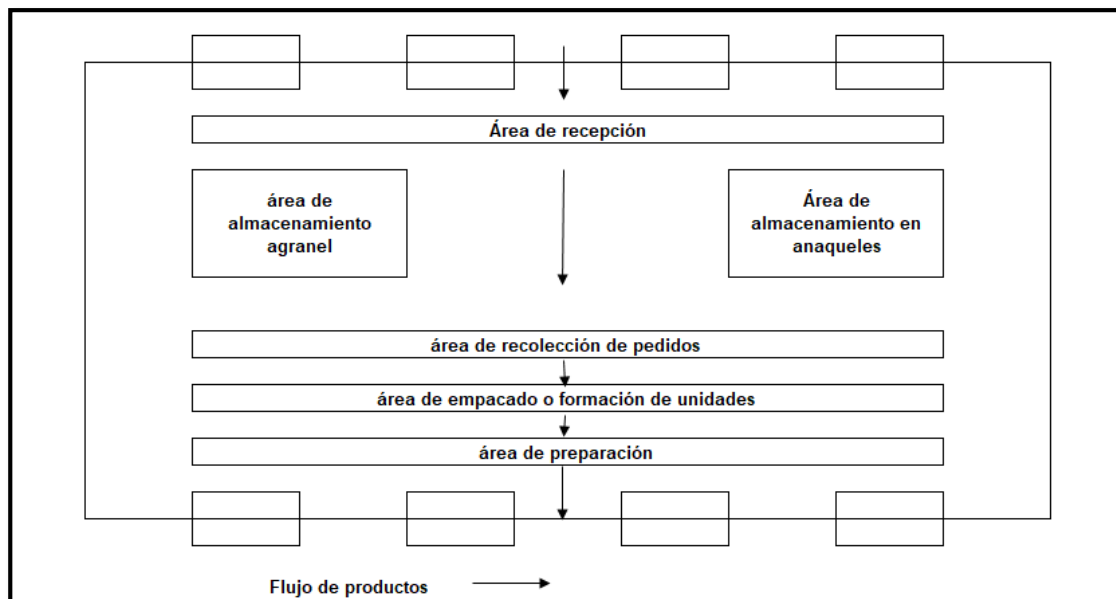 Área de recepción
área de
almacenamiento
agranel
Área de
almacenamiento en
anaqueles
área de recolección de pedidos
área de empacado o formación de unidades
área de preparación
Flujo de productos